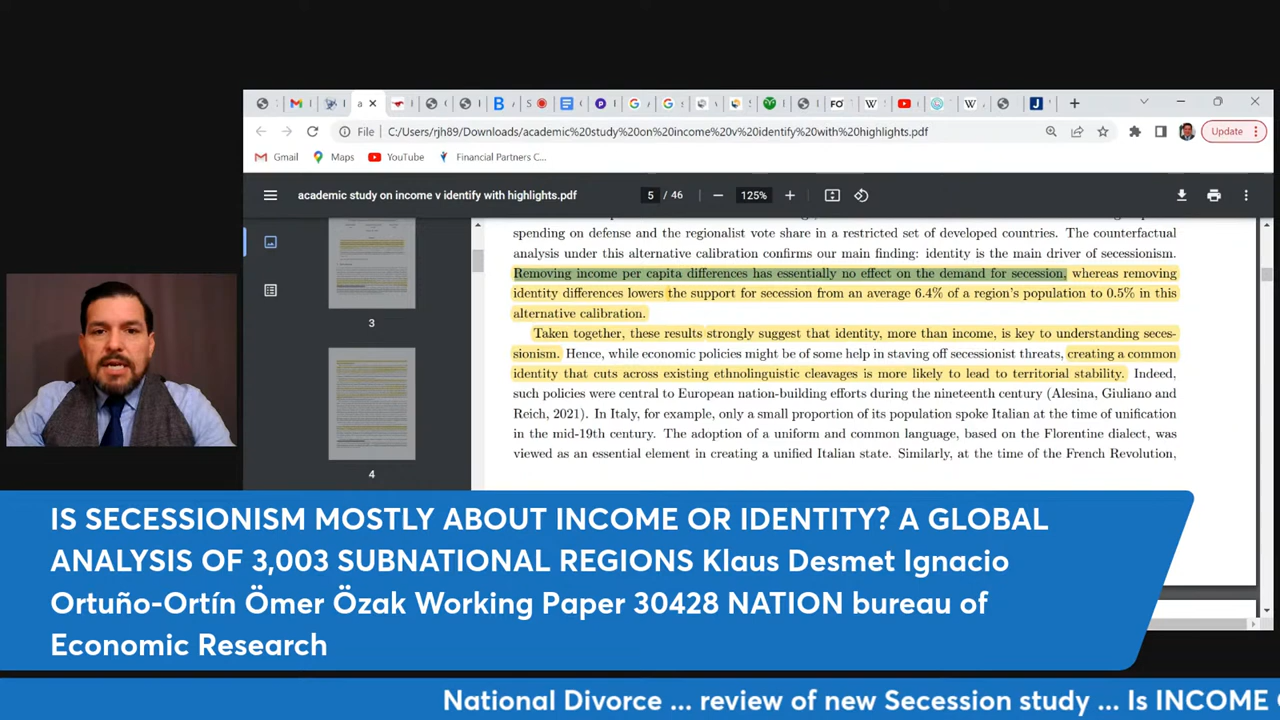 a
B
S
FO
W
W
J
File C:/Users/rjh89/Downloads/academic%20study%20on%20income%20v%20identify%20with%20highlights.pdf
Update
Gmail Maps YouTube Financial Partners C...
academic study on income v identify with highlights.pdf 5 / 46 125%
spending on defense and the regionalist vote share in a restricted set of developed countries. The counterfactual
analysis under this alternative calibration confirms our main finding: identity is the main driver of secessionism.
Removing income per capita differences has essentially no effect on the demand for secession, whereas removing
identity differences lowers the support for secession from an average 6.4% of a region's population to 0.5% in this
alternative calibration.
Taken together, these results strongly suggest that identity, more than income, is key to understanding seces-
sionism. Hence, while economic policies might be of some help in staving off secessionist threats, creating a common
identity that cuts across existing ethnolinguistic cleavages is more likely to lead to territorial stability. Indeed,
such policies were central to European nation-building efforts during the nineteenth century (Alesina, Giuliano and
Reich, 2021). In Italy, for example, only a small proportion of its population spoke Italian at the time of unification
in the mid-19th century. The adoption of a uniform and common language, based on the Florentine dialect, was
viewed as an essential element in creating a unified Italian state. Similarly, at the time of the French Revolution,
3
4
IS SECESSIONISM MOSTLY ABOUT INCOME OR IDENTITY? A GLOBAL
ANALYSIS OF 3,003 SUBNATIONAL REGIONS Klaus Desmet Ignacio
Ortuño-Ortín Ömer Özak Working Paper 30428 NATION bureau of
Economic Research
National Divorce ... review of new Secession study ... Is INCOME